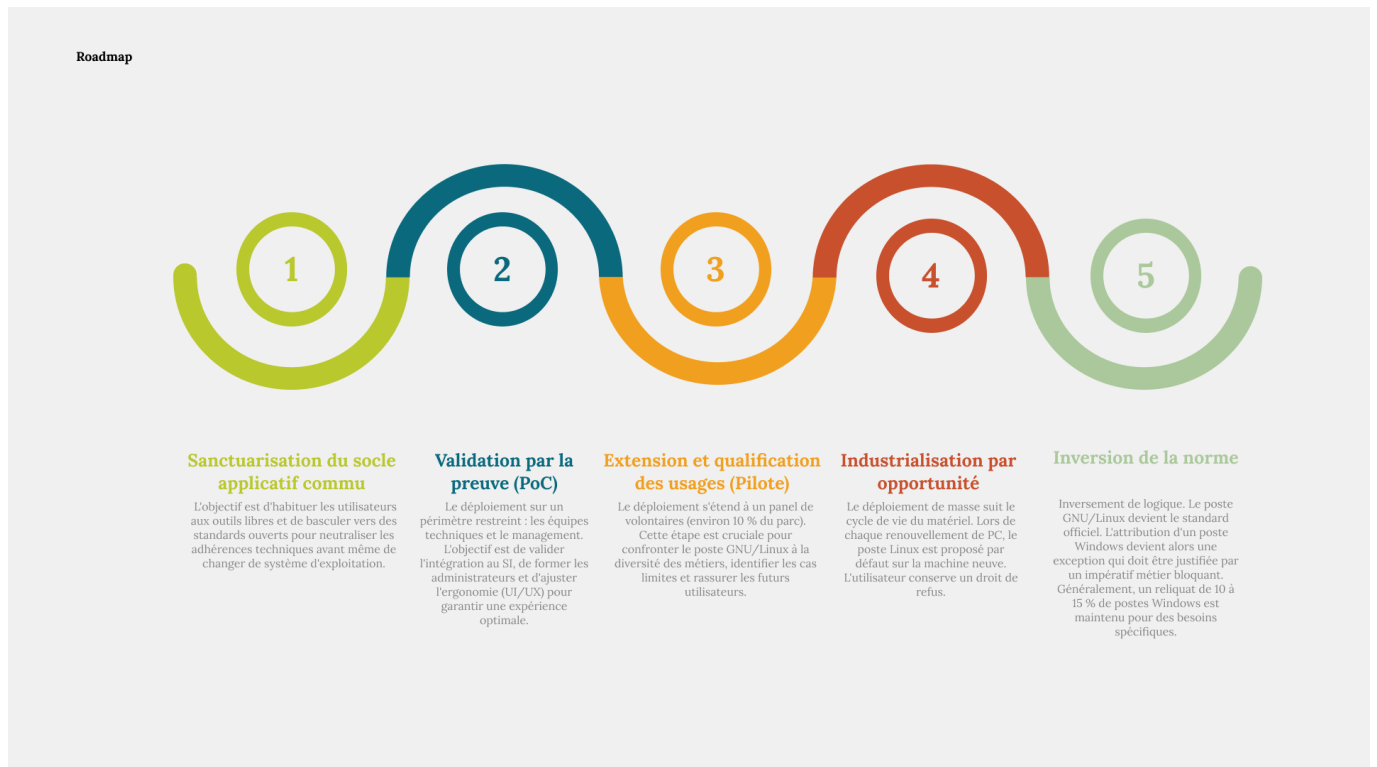 Roadmap
1
2
3
4
5
Sanctuarisation du socle
applicatif commu
L'objectif est d'habituer les utilisateurs
aux outils libres et de basculer vers des
standards ouverts pour neutraliser les
adhérences techniques avant même de
changer de système d'exploitation.
Validation par la
preuve (PoC)
Le déploiement sur un
périmètre restreint : les équipes
techniques et le management.
L'objectif est de valider
l'intégration au SI, de former les
administrateurs et d'ajuster
l'ergonomie (UI/UX) pour
garantir une expérience
optimale.
Extension et qualification
des usages (Pilote)
Le déploiement s'étend à un panel de
volontaires (environ 10 % du parc).
Cette étape est cruciale pour
confronter le poste GNU/Linux à la
diversité des métiers, identifier les cas
limites et rassurer les futurs
utilisateurs.
Industrialisation par
opportunité
Le déploiement de masse suit le
cycle de vie du matériel. Lors de
chaque renouvellement de PC, le
poste Linux est proposé par
défaut sur la machine neuve.
L'utilisateur conserve un droit de
refus.
Inversion de la norme
Inversement de logique. Le poste
GNU/Linux devient le standard
officiel. L'attribution d'un poste
Windows devient alors une
exception qui doit être justifiée par
un impératif métier bloquant.
Généralement, un reliquat de 10 à
15 % de postes Windows est
maintenu pour des besoins
spécifiques.